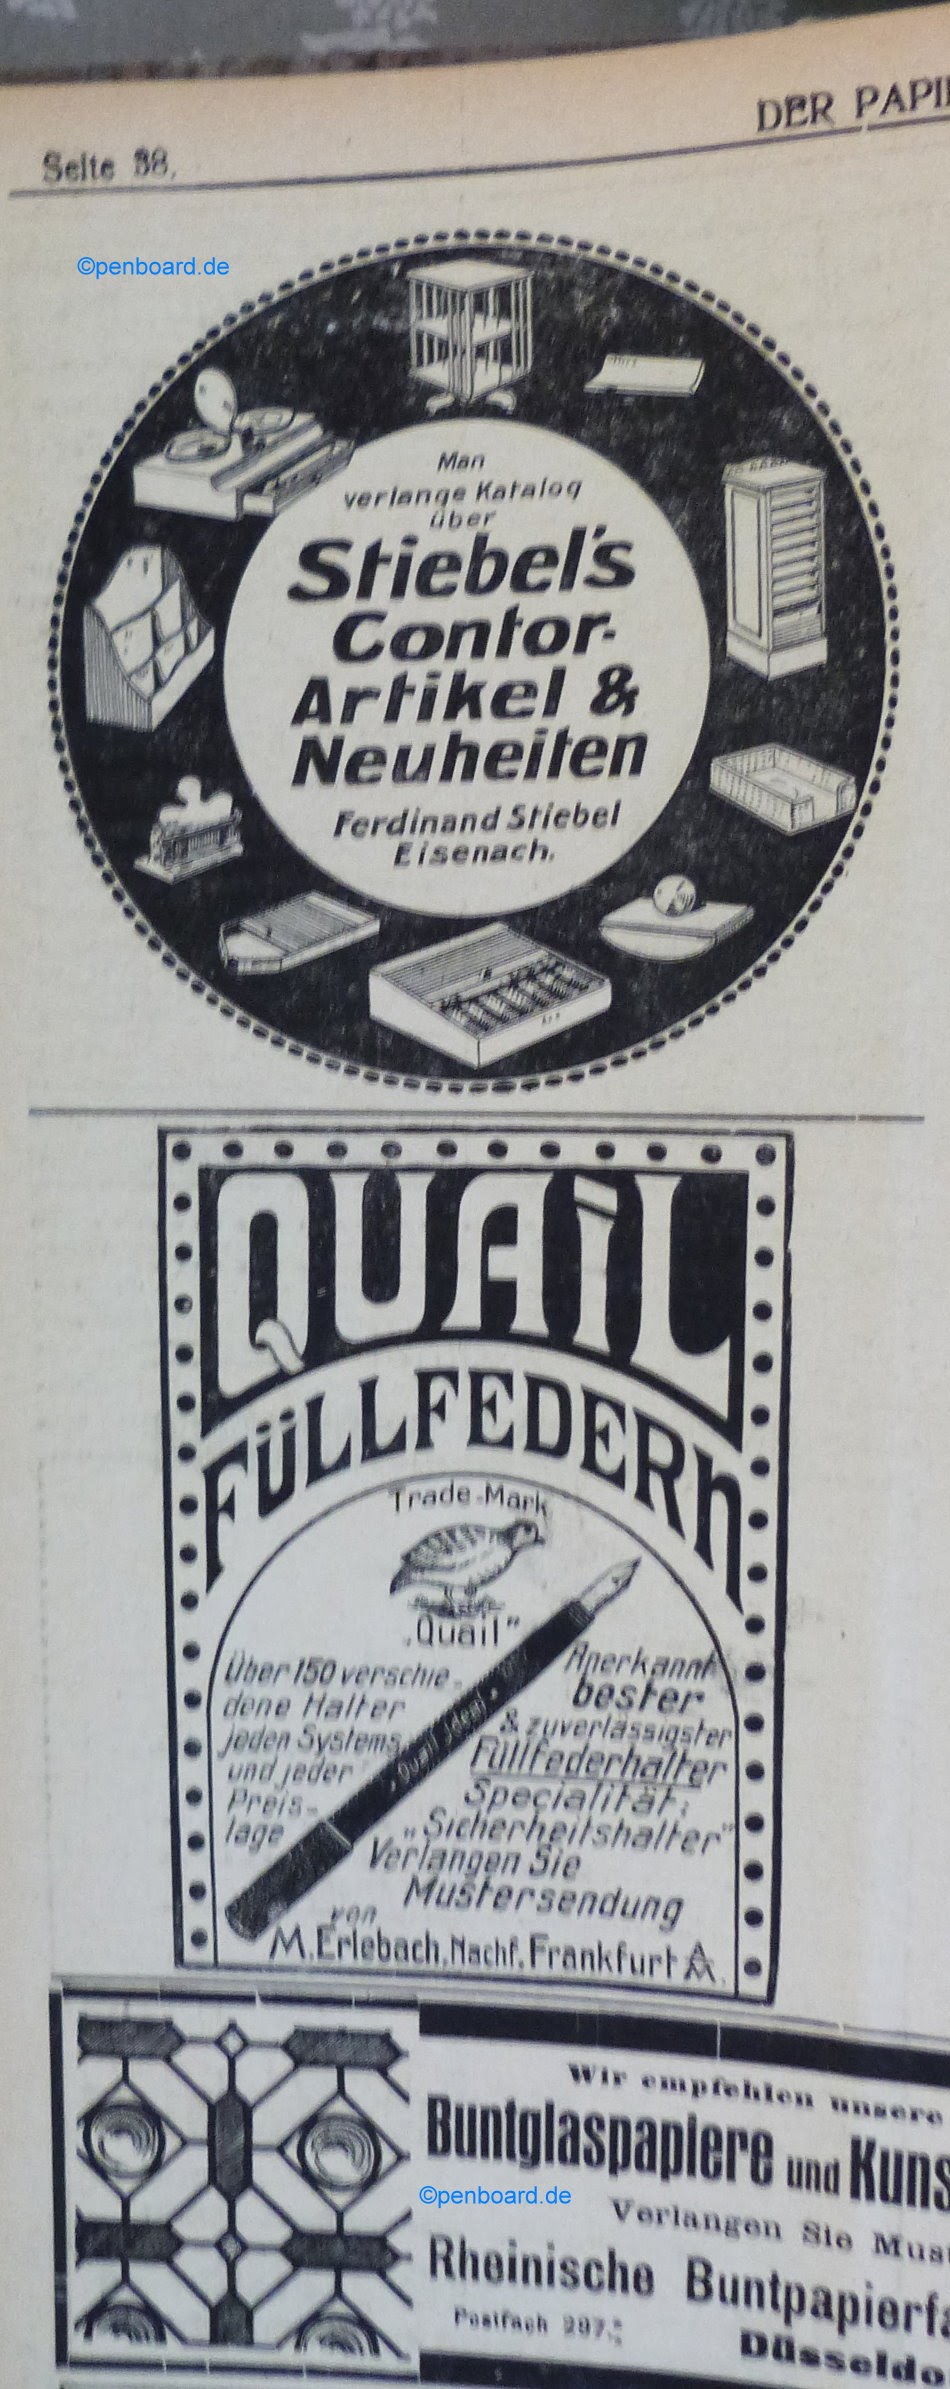 DER PAPI
Seite 38.
©penboard.de
Man
verlange Katalog
über
Stiebel's
Contor-
Artikel &
Neuheiten
Ferdinand Stiebel
Eisenach.
QUAIL
FÜLLFEDERN
Trade-Mark
"Quail"
Über 150 verschie-
dene Halter
jeden Systems
und jeder
Preis-
lage
Quail Ideal
Anerkannt
bester
& zuverlässigster
Füllfederhalter
Specialität:
"Sicherheitshalter"
Verlangen Sie
Mustersendung
von
M. Erlebach, Nachf. Frankfurt AM.
Wir empfehlen unsere
Buntglaspapiere und Kuns
©penboard.de
Verlangen Sie Must
Rheinische Buntpapierfa
Postfach 297.
Düsseldo